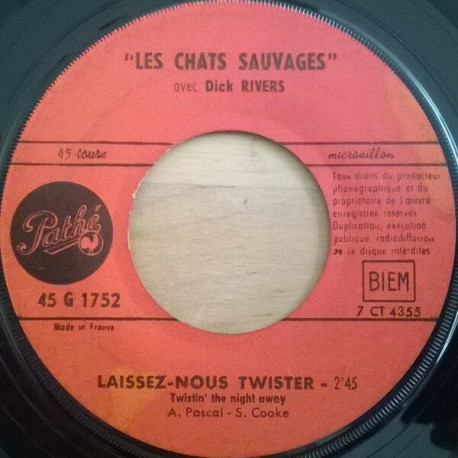 "LES CHATS SAUVAGES"
avec Dick RIVERS
45 tours
microsillon
Tous droits du producteur
phonographique et du
propriétaire de l'œuvre
enregistrée réservés
Duplication, exécution
publique, radiodiffusion
de ce disque interdites
Pathé
45 G 1752
BIEM
7 CT 4355
Made in France
LAISSEZ-NOUS TWISTER - 2'45
Twistin' the night away
A. Pascal - S. Cooke